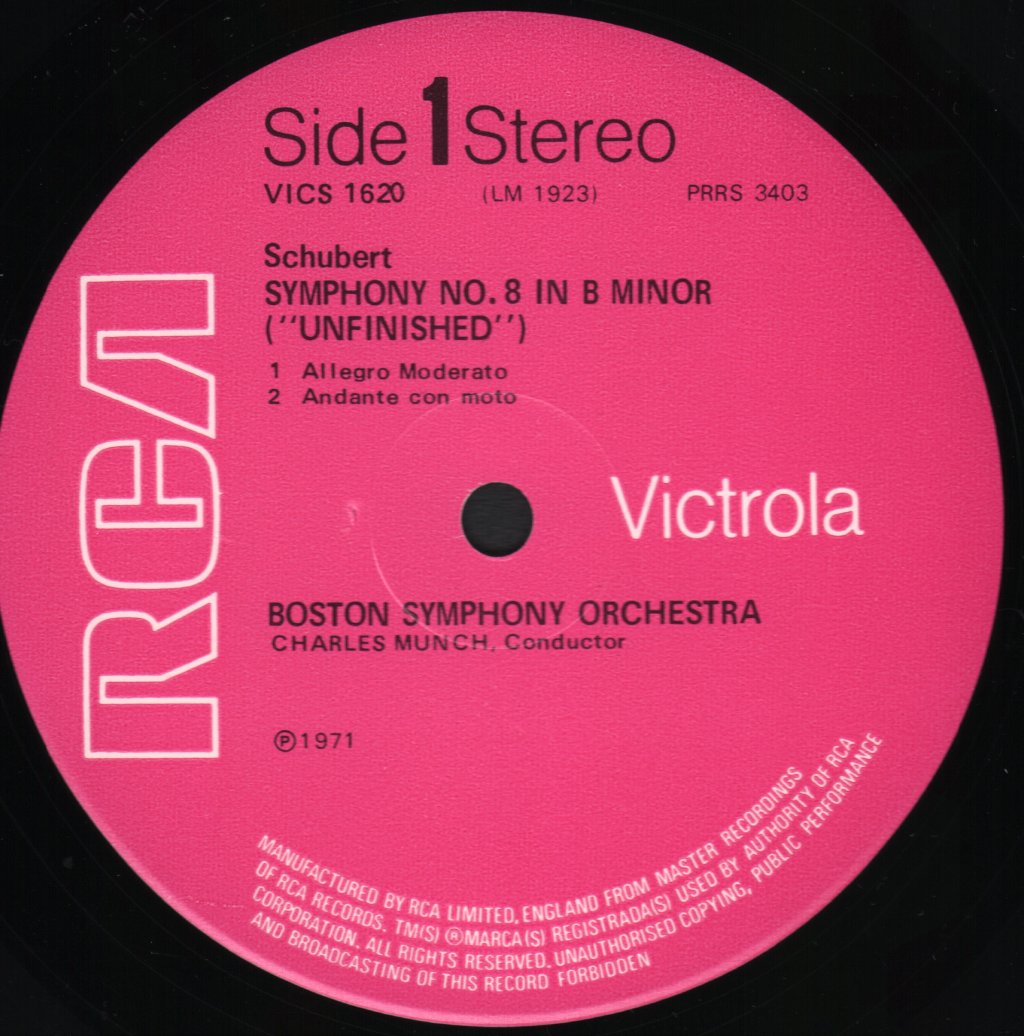 Side 1 Stereo
VICS 1620 (LM 1923) PRRS 3403
Schubert
SYMPHONY NO. 8 IN B MINOR
(''UNFINISHED'')
1 Allegro Moderato
2 Andante con moto
RCA
Victrola
BOSTON SYMPHONY ORCHESTRA
CHARLES MUNCH, Conductor
Ⓟ1971
MANUFACTURED BY RCA LIMITED, ENGLAND FROM MASTER RECORDINGS
OF RCA RECORDS. TM(S) ®MARCA(S) REGISTRADA(S) USED BY AUTHORITY OF RCA
CORPORATION. ALL RIGHTS RESERVED. UNAUTHORISED COPYING, PUBLIC PERFORMANCE
AND BROADCASTING OF THIS RECORD FORBIDDEN